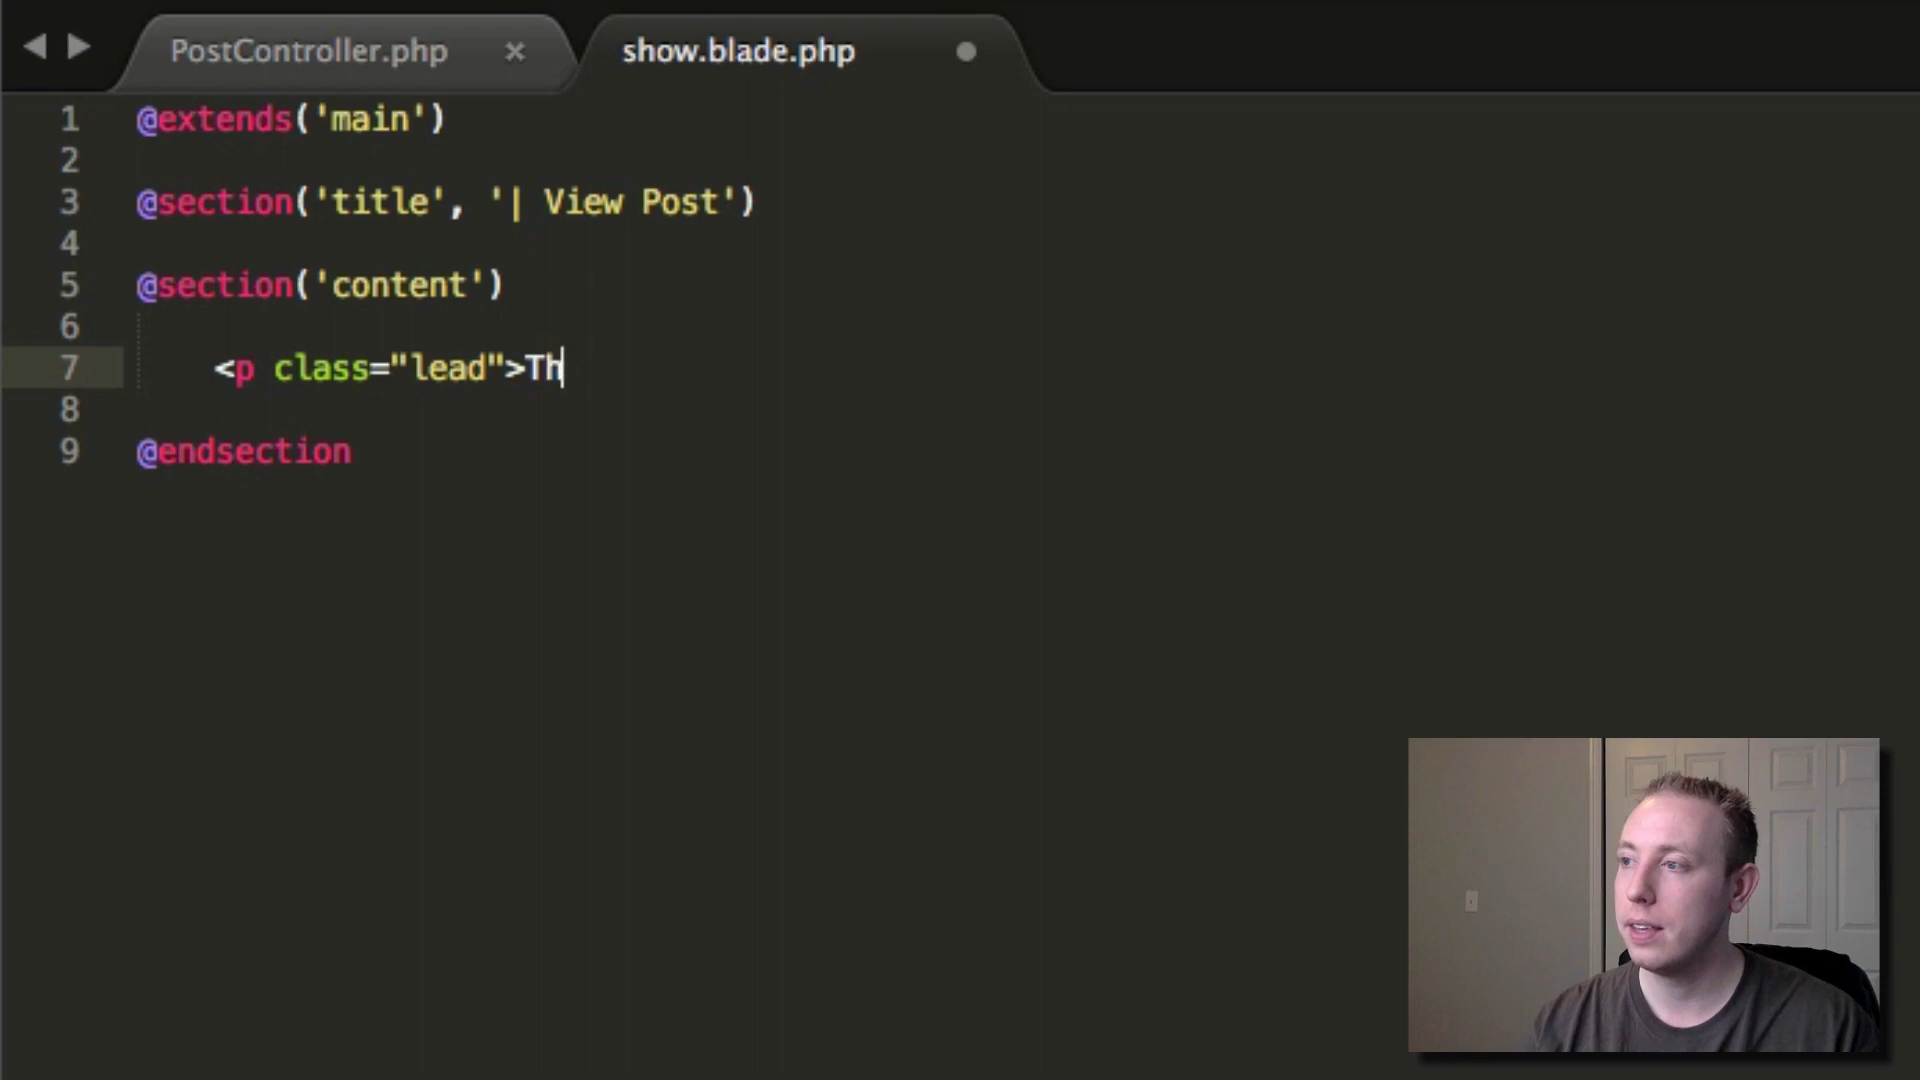 PostController.php show.blade.php
1 @extends('main')
2
3 @section('title', '| View Post')
4
5 @section('content')
6
7 <p class="lead">Th
8
9 @endsection